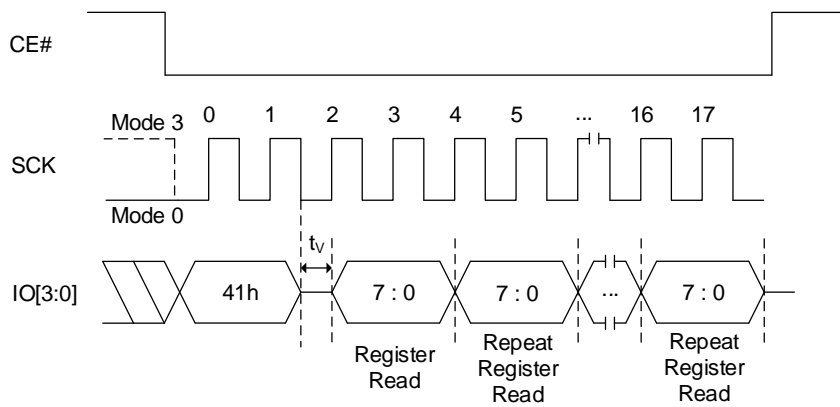 CE#
0 1 2 3 4 5 ... 16 17
Mode 3
SCK
Mode 0
tV
IO[3:0]
41h
7 : 0
7 : 0
...
7 : 0
Register
Read
Repeat
Register
Read
Repeat
Register
Read